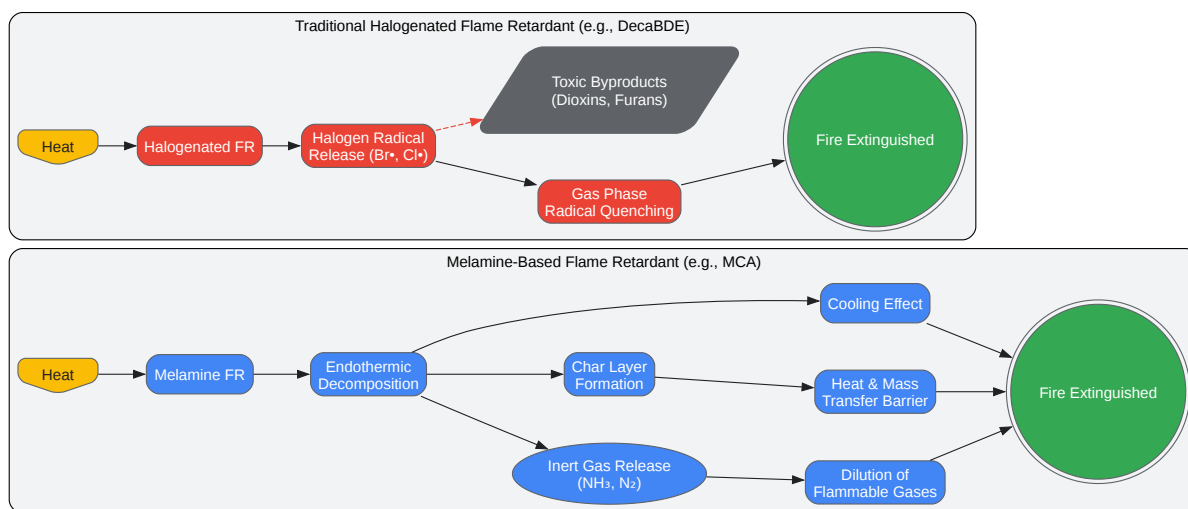 Traditional Halogenated Flame Retardant (e.g., DecaBDE)
Toxic Byproducts
(Dioxins, Furans)
Heat
Halogenated FR
Halogen Radical
Release (Br•, Cl•)
Gas Phase
Radical Quenching
Fire Extinguished
Melamine-Based Flame Retardant (e.g., MCA)
Heat
Melamine FR
Endothermic
Decomposition
Cooling Effect
Char Layer
Formation
Heat & Mass
Transfer Barrier
Inert Gas Release
(NH₃, N₂)
Dilution of
Flammable Gases
Fire Extinguished